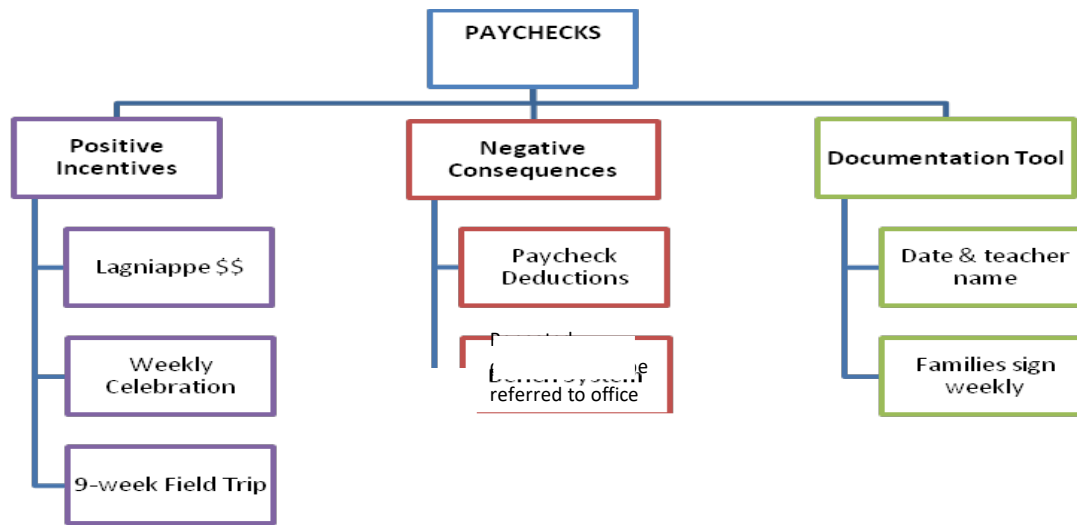 PAYCHECKS
Positive
Incentives
Negative
Consequences
Documentation Tool
Lagniappe $$
Paycheck
Deductions
Date & teacher
name
Weekly
Celebration
referred to office
Families sign
weekly
9-week Field Trip